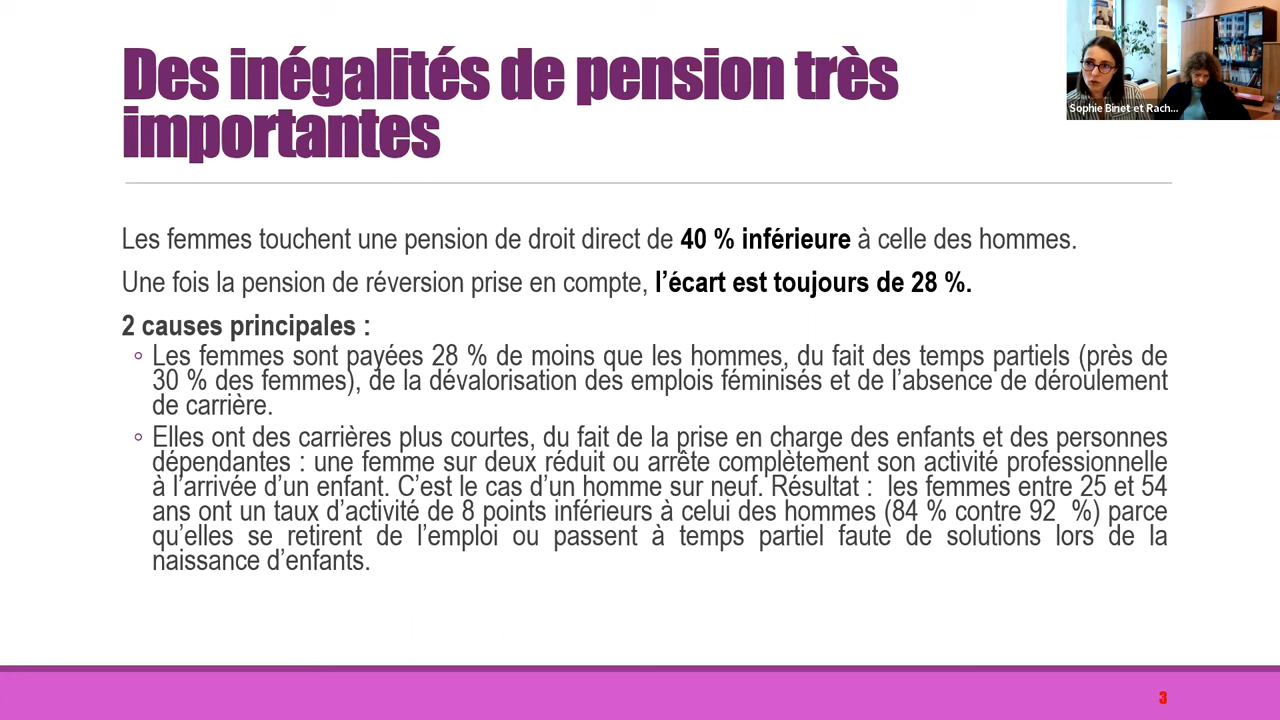 Des inégalités de pension très
importantes
Sophie Binet et Rach...
Les femmes touchent une pension de droit direct de 40 % inférieure à celle des hommes.
Une fois la pension de réversion prise en compte, l’écart est toujours de 28 %.
2 causes principales :
◦ Les femmes sont payées 28 % de moins que les hommes, du fait des temps partiels (près de
30 % des femmes), de la dévalorisation des emplois féminisés et de l’absence de déroulement
de carrière.
◦ Elles ont des carrières plus courtes, du fait de la prise en charge des enfants et des personnes
dépendantes : une femme sur deux réduit ou arrête complètement son activité professionnelle
à l’arrivée d’un enfant. C’est le cas d’un homme sur neuf. Résultat :  les femmes entre 25 et 54
ans ont un taux d’activité de 8 points inférieurs à celui des hommes (84 % contre 92  %) parce
qu’elles se retirent de l’emploi ou passent à temps partiel faute de solutions lors de la
naissance d’enfants.
3